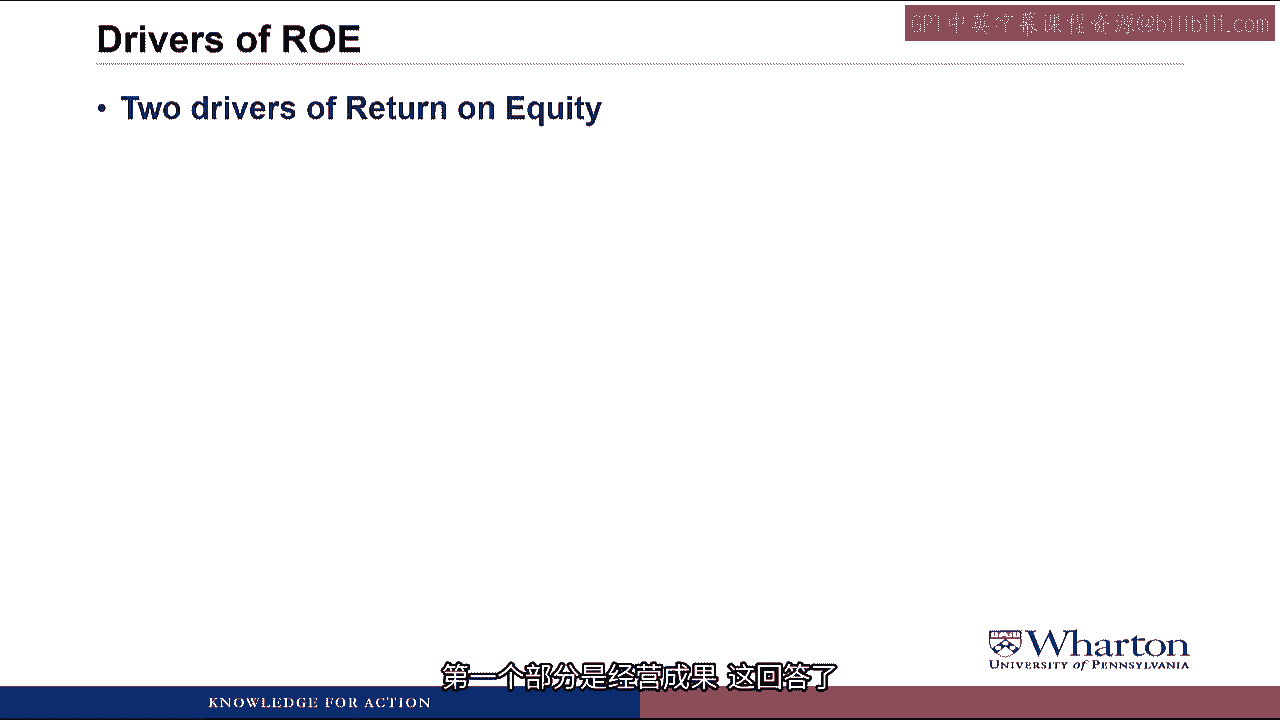 GPT中英字幕课程资源@bilibili.com
Drivers of ROE
• Two drivers of Return on Equity
Wharton
UNIVERSITY of PENNSYLVANIA
第一个部分是经营成果 这回答了
KNOWLEDGE FOR ACTION